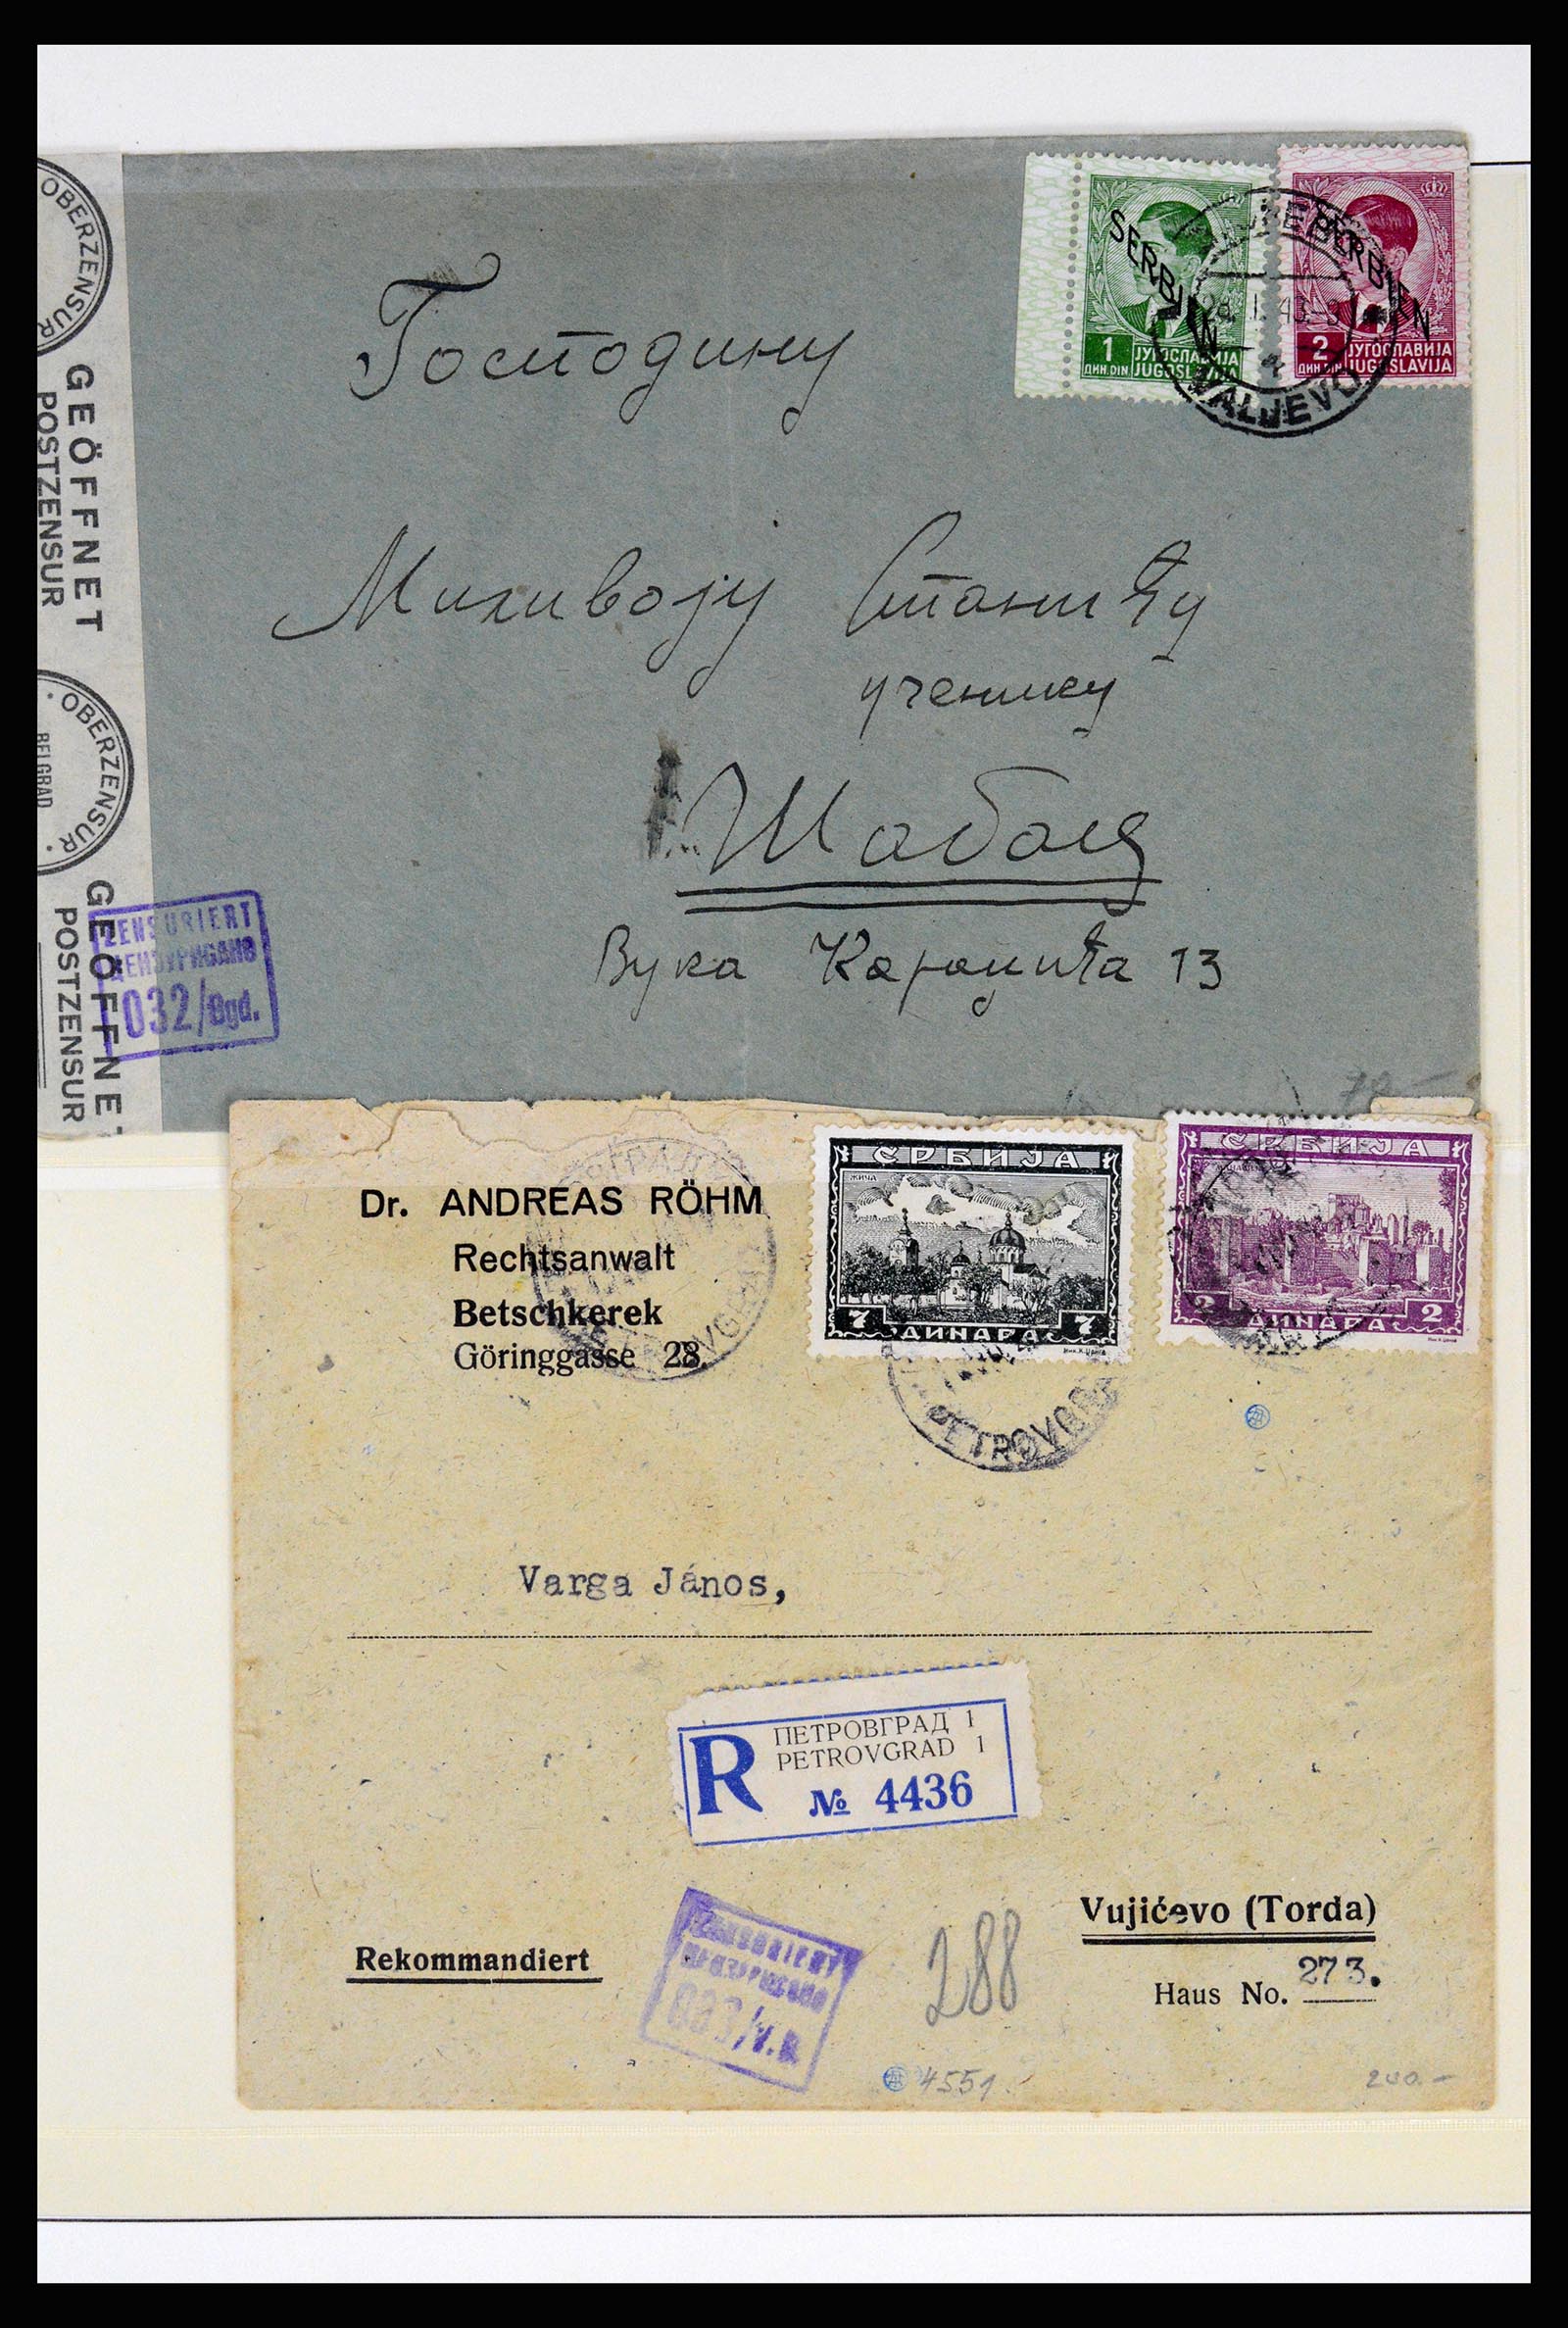 OBERZENSUR
GEÖFFNET
POSTZENSUR
OBERZENSUR
BELGRAD
GEÖFFNE
POSTZENSUR
SERBIEN
SERBIEN
1
ДИН. DIN
ЈУГОСЛАВИЈА
JUGOSLAVIJA
2
ДИН. DIN
ЈУГОСЛАВИЈА
JUGOSLAVIJA
VALJEVO
Господину
Миливоју Станићу
ученику
Шабац
Вука Караџића 13
ZENSURIERT
ЦЕНЗУРИСАНО
032/Bgd.
Dr. ANDREAS RÖHM
Rechtsanwalt
Betschkerek
Göringgasse 28.
СРБИЈА
ЖИЧА
7 ДИНАРА 7
СРБИЈА
2 ДИНАРА 2
PETROVGRAD
Varga János,
R
ПЕТРОВГРАД 1
PETROVGRAD 1
№ 4436
Vujićevo (Torda)
Rekommandiert
288
Haus No. 273.
4551
200.-